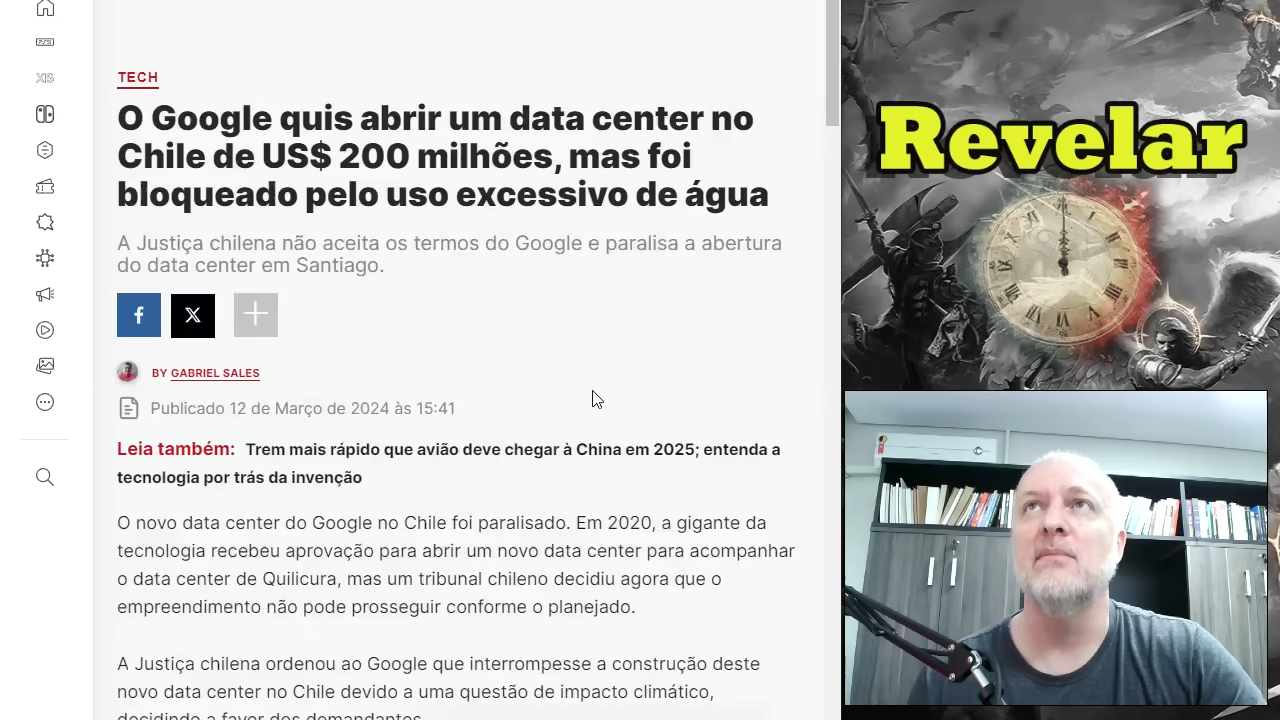 TECH
O Google quis abrir um data center no
Chile de US$ 200 milhões, mas foi
bloqueado pelo uso excessivo de água
A Justiça chilena não aceita os termos do Google e paralisa a abertura
do data center em Santiago.
BY GABRIEL SALES
Publicado 12 de Março de 2024 às 15:41
Leia também: Trem mais rápido que avião deve chegar à China em 2025; entenda a
tecnologia por trás da invenção
O novo data center do Google no Chile foi paralisado. Em 2020, a gigante da
tecnologia recebeu aprovação para abrir um novo data center para acompanhar
o data center de Quilicura, mas um tribunal chileno decidiu agora que o
empreendimento não pode prosseguir conforme o planejado.
A Justiça chilena ordenou ao Google que interrompesse a construção deste
novo data center no Chile devido a uma questão de impacto climático,
decidindo a favor dos demandantes.
Revelar